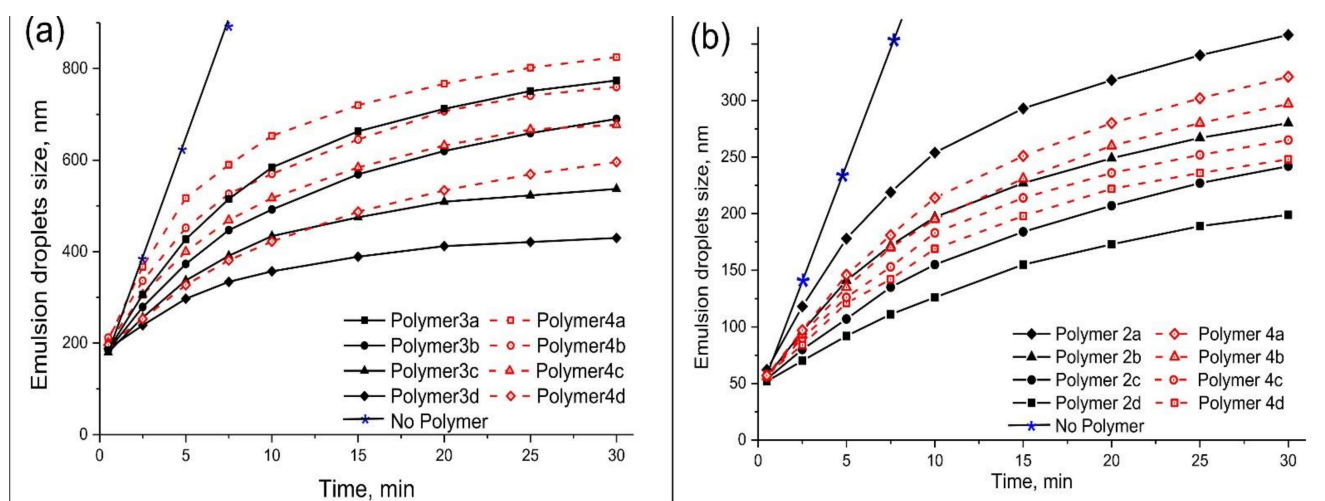 (a)
Emulsion droplets size, nm
800
600
400
200
0
Polymer3a Polymer4a
Polymer3b Polymer4b
Polymer3c Polymer4c
Polymer3d Polymer4d
No Polymer
0 5 10 15 20 25 30
Time, min
(b)
Emulsion droplets size, nm
300
250
200
150
100
50
0
Polymer 2a Polymer 4a
Polymer 2b Polymer 4b
Polymer 2c Polymer 4c
Polymer 2d Polymer 4d
No Polymer
0 5 10 15 20 25 30
Time, min